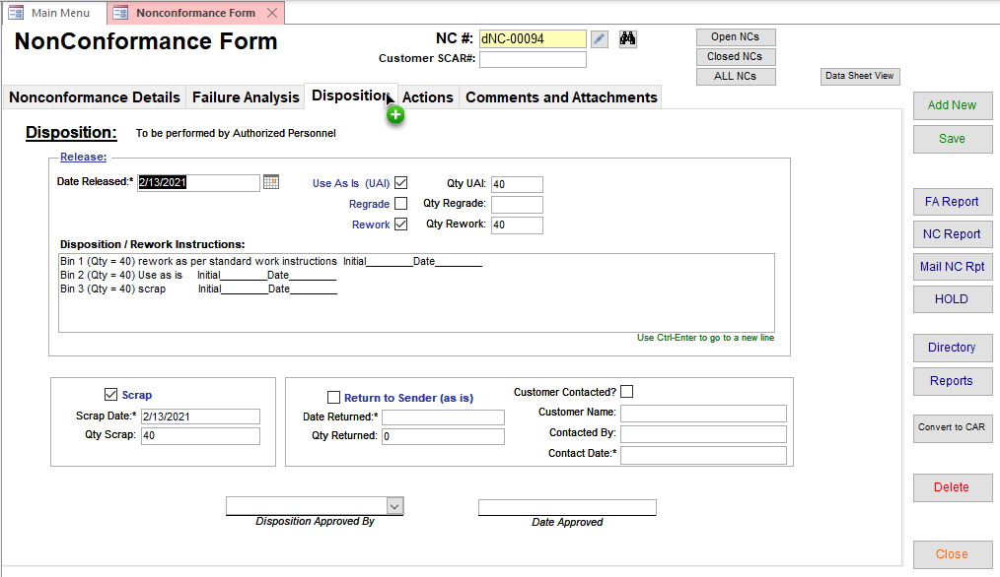 Main Menu Nonconformance Form
NonConformance Form
NC #: dNC-00094
Customer SCAR#:
Open NCs
Closed NCs
ALL NCs
Data Sheet View
Nonconformance Details Failure Analysis Disposition Actions Comments and Attachments
Add New
Save
FA Report
NC Report
Mail NC Rpt
HOLD
Directory
Reports
Convert to CAR
Delete
Close
Disposition: To be performed by Authorized Personnel
Release:
Date Released:* 2/13/2021 Use As Is (UAI) Qty UAI: 40
Regrade Qty Regrade:
Rework Qty Rework: 40
Disposition / Rework Instructions:
Bin 1 (Qty = 40) rework as per standard work instructions Initial________Date________
Bin 2 (Qty = 40) Use as is Initial________Date________
Bin 3 (Qty = 40) scrap Initial________Date________
Use Ctrl-Enter to go to a new line
Scrap
Scrap Date:* 2/13/2021
Qty Scrap: 40
Return to Sender (as is)
Date Returned:*
Qty Returned: 0
Customer Contacted?
Customer Name:
Contacted By:
Contact Date:*
Disposition Approved By Date Approved